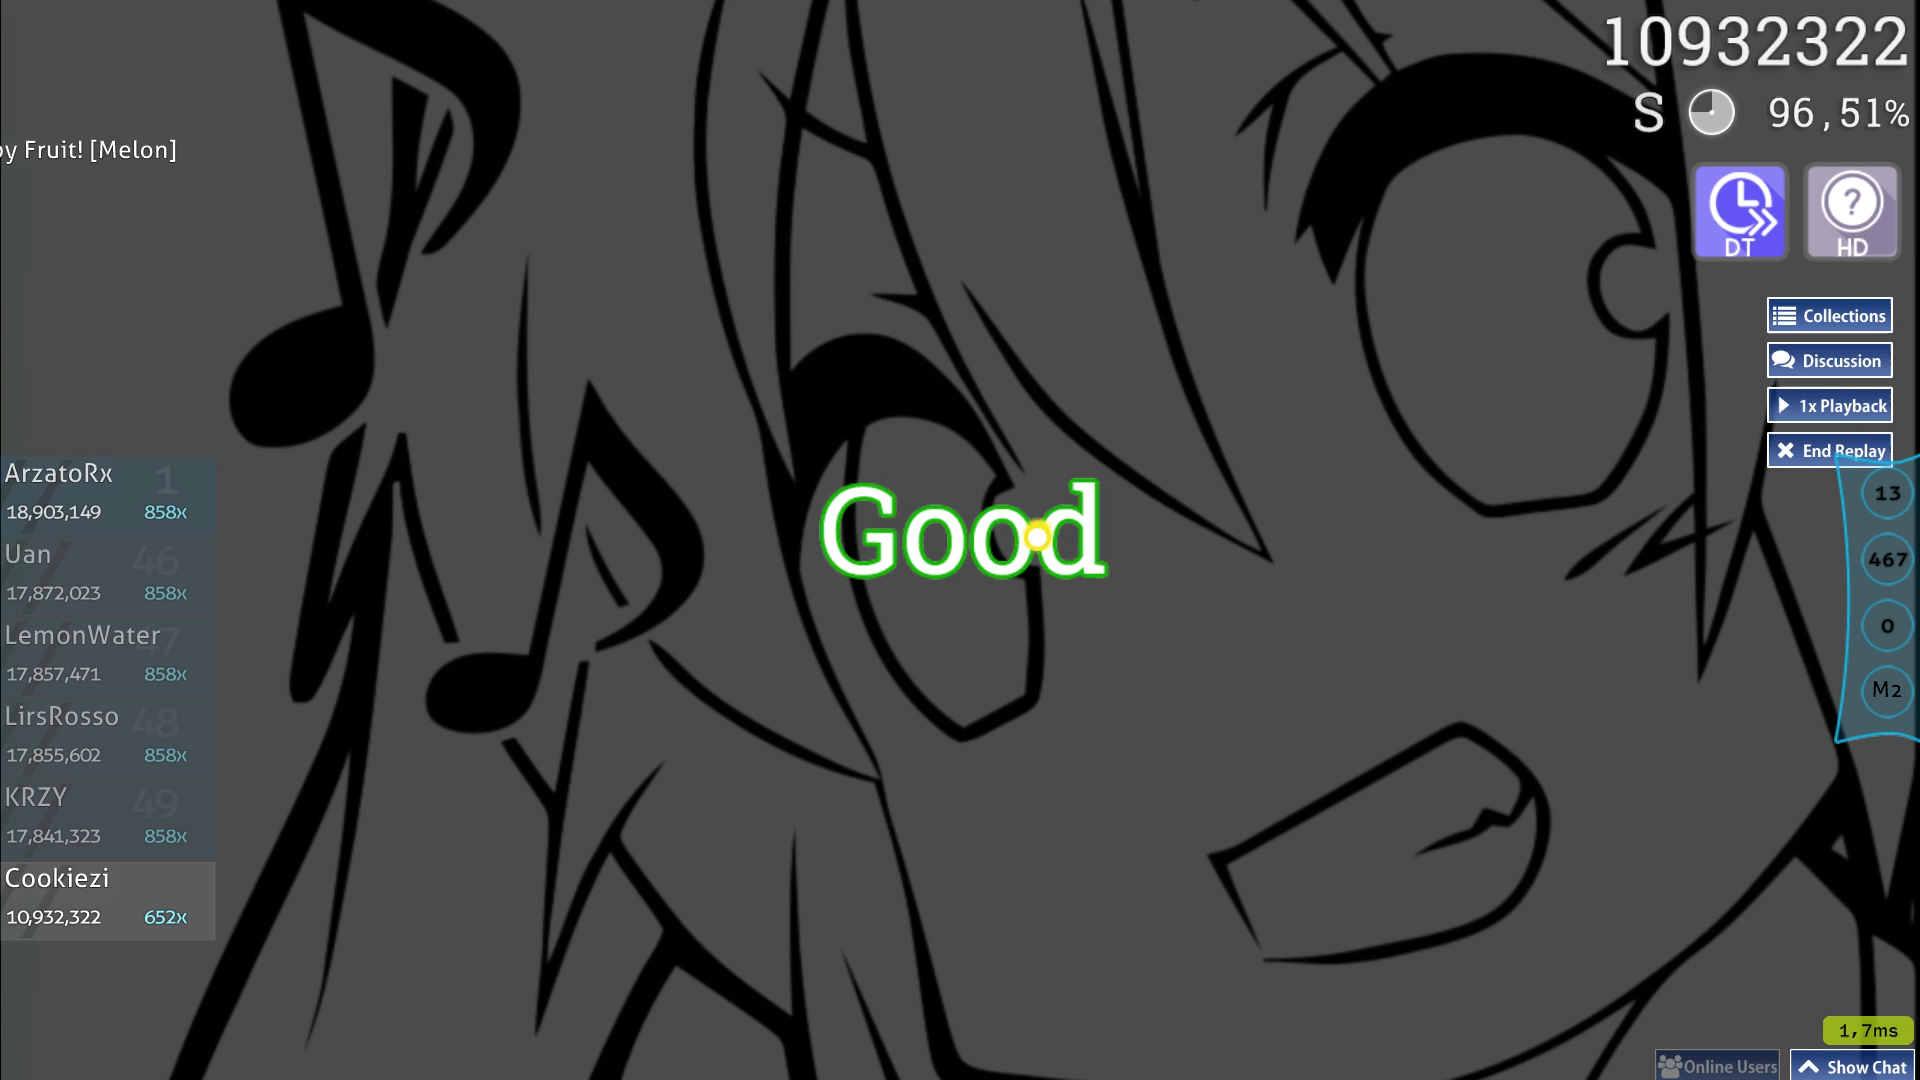 10932322
S 96,51%
by Fruit! [Melon]
DT
HD
Collections
Discussion
1x Playback
End Replay
ArzatoRx 1
18,903,149 858x
Uan 46
17,872,023 858x
LemonWater 47
17,857,471 858x
LirsRosso 48
17,855,602 858x
KRZY 49
17,841,323 858x
Cookiezi
10,932,322 652x
Good
13
467
0
M2
1,7ms
Online Users
Show Chat